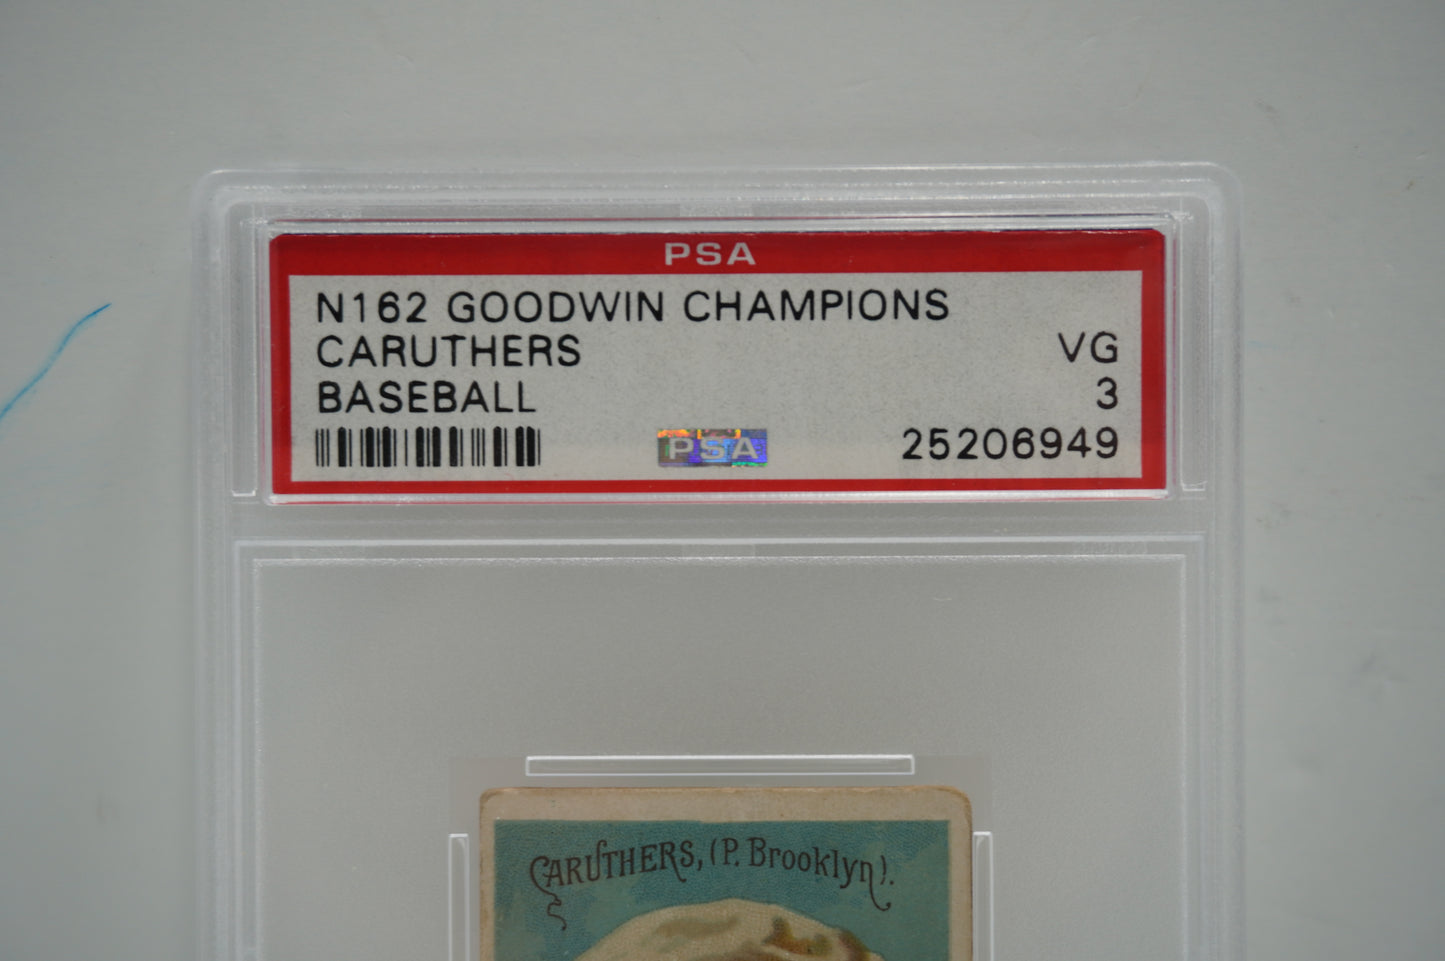 PSA
N162 GOODWIN CHAMPIONS
CARUTHERS
VG
BASEBALL
3
PSA
25206949
CARUTHERS, (P. Brooklyn).